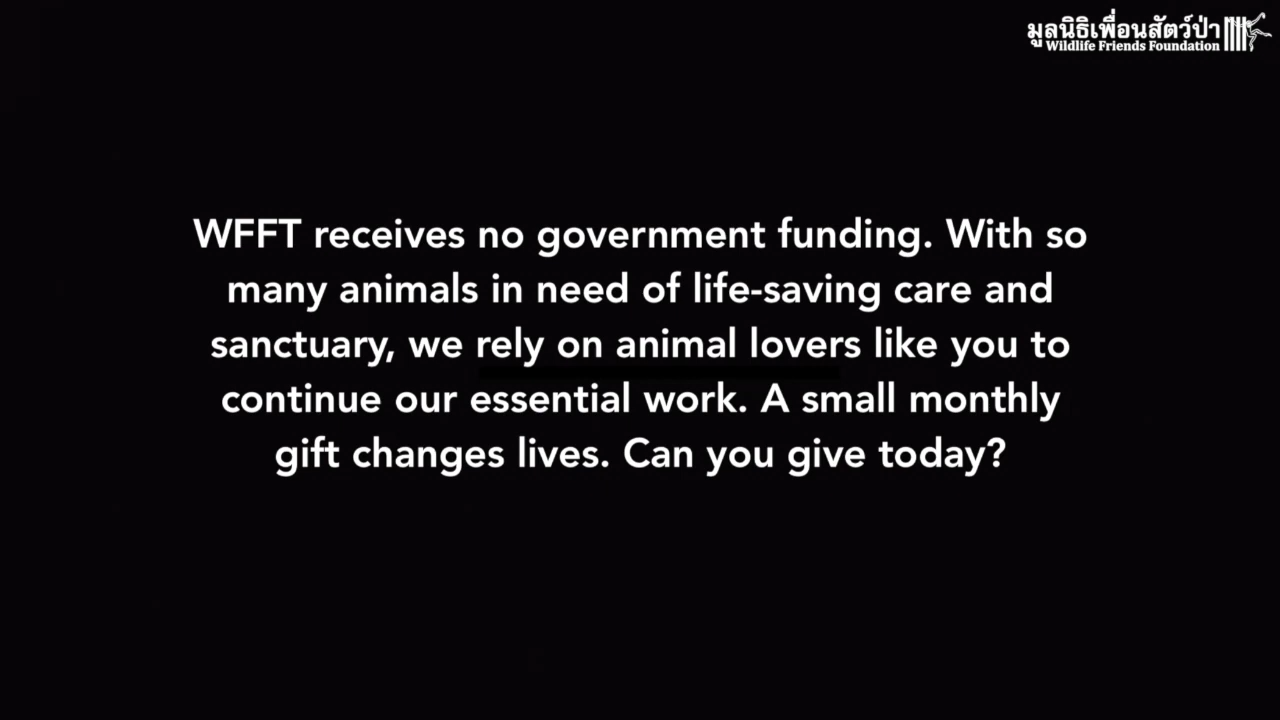 มูลนิธิเพื่อนสัตว์ป่า
Wildlife Friends Foundation
WFFT receives no government funding. With so
many animals in need of life-saving care and
sanctuary, we rely on animal lovers like you to
continue our essential work. A small monthly
gift changes lives. Can you give today?